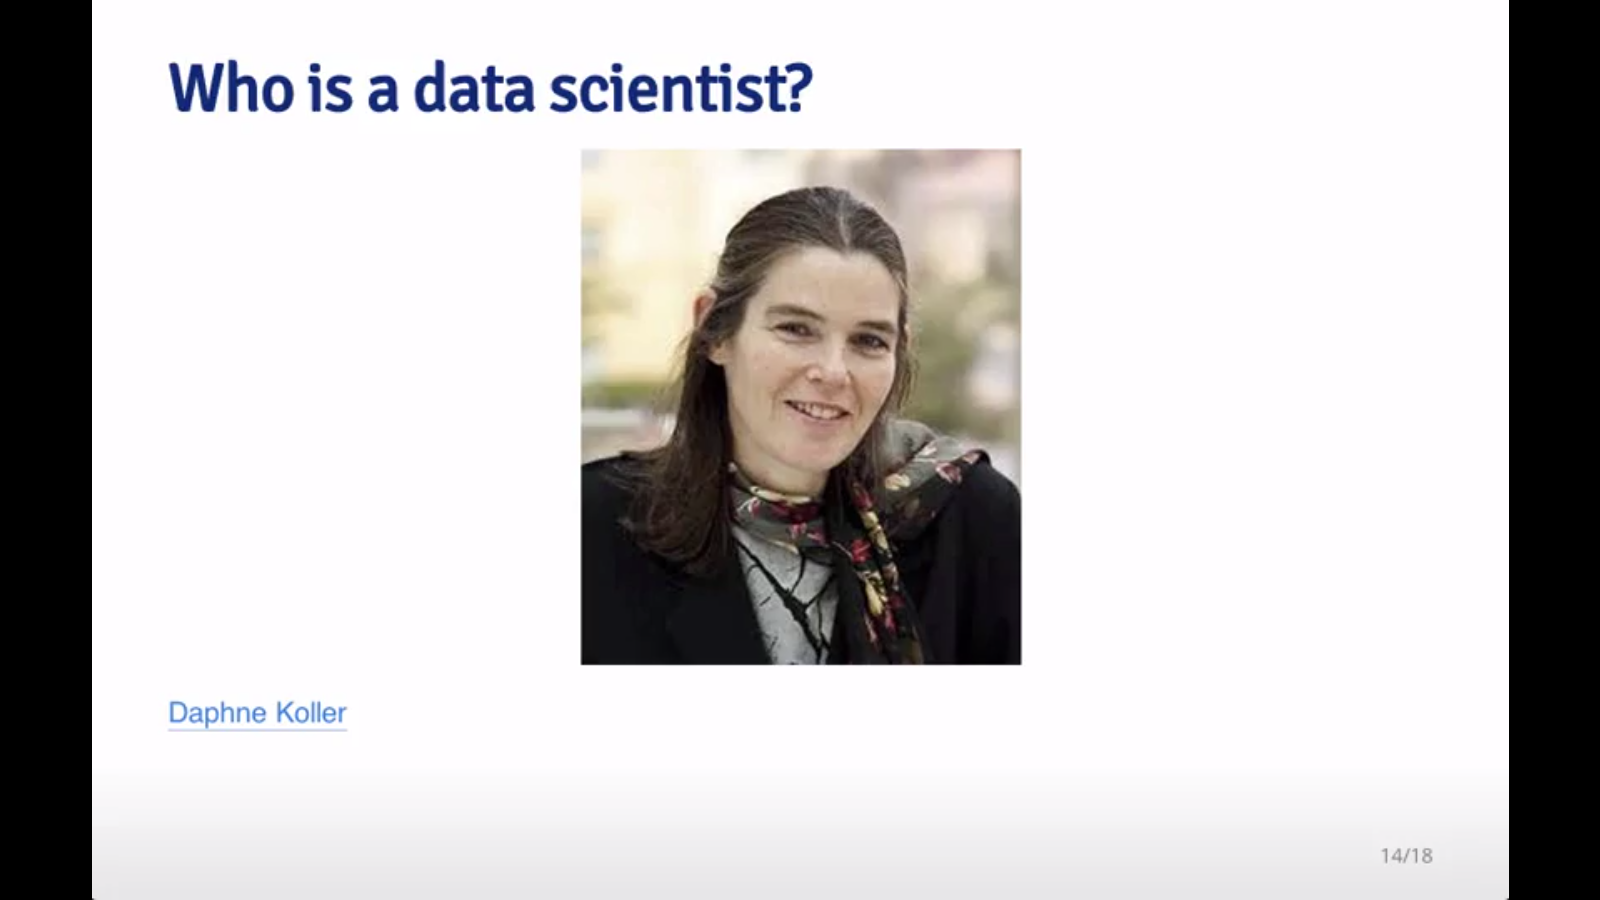 Who is a data scientist?
Daphne Koller
14/18